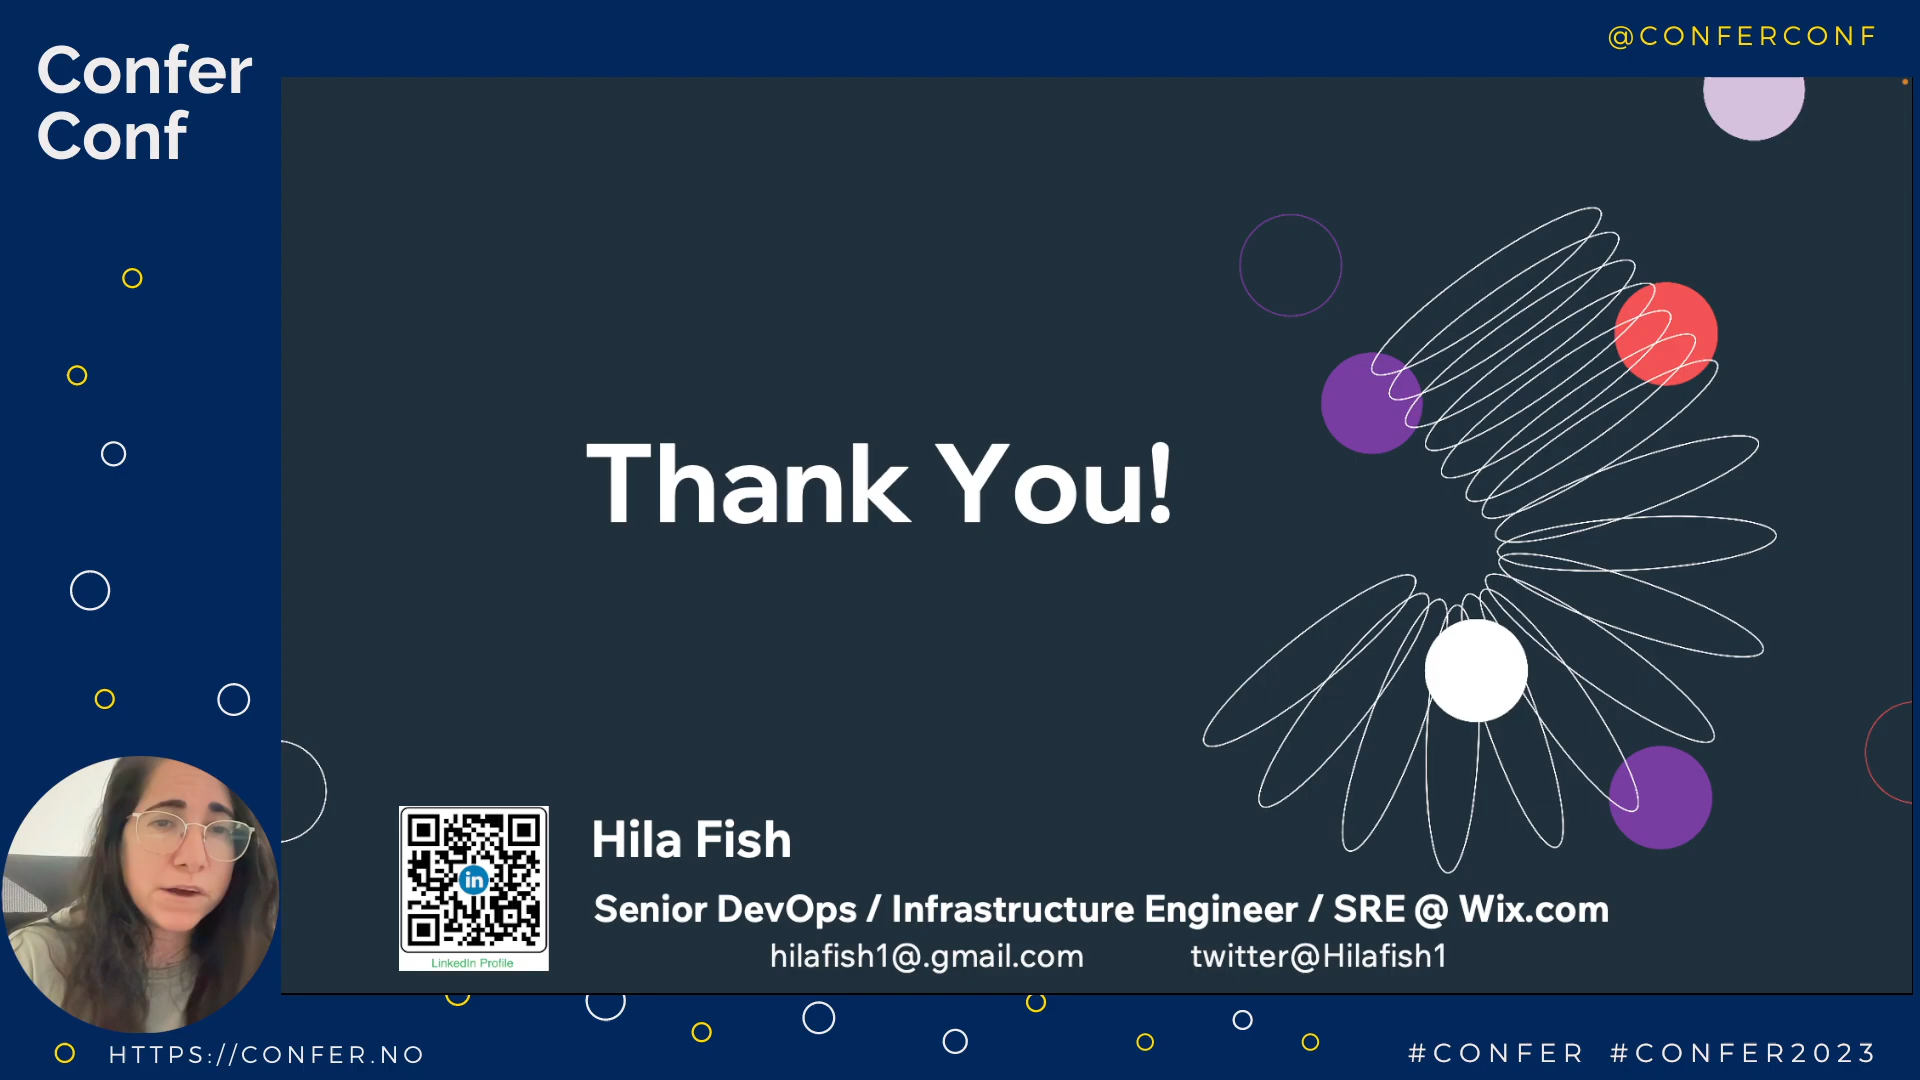 Confer
Conf
@CONFERCONF
Thank You!
in
LinkedIn Profile
Hila Fish
Senior DevOps / Infrastructure Engineer / SRE @ Wix.com
hilafish1@.gmail.com
twitter@Hilafish1
HTTPS://CONFER.NO
#CONFER #CONFER2023